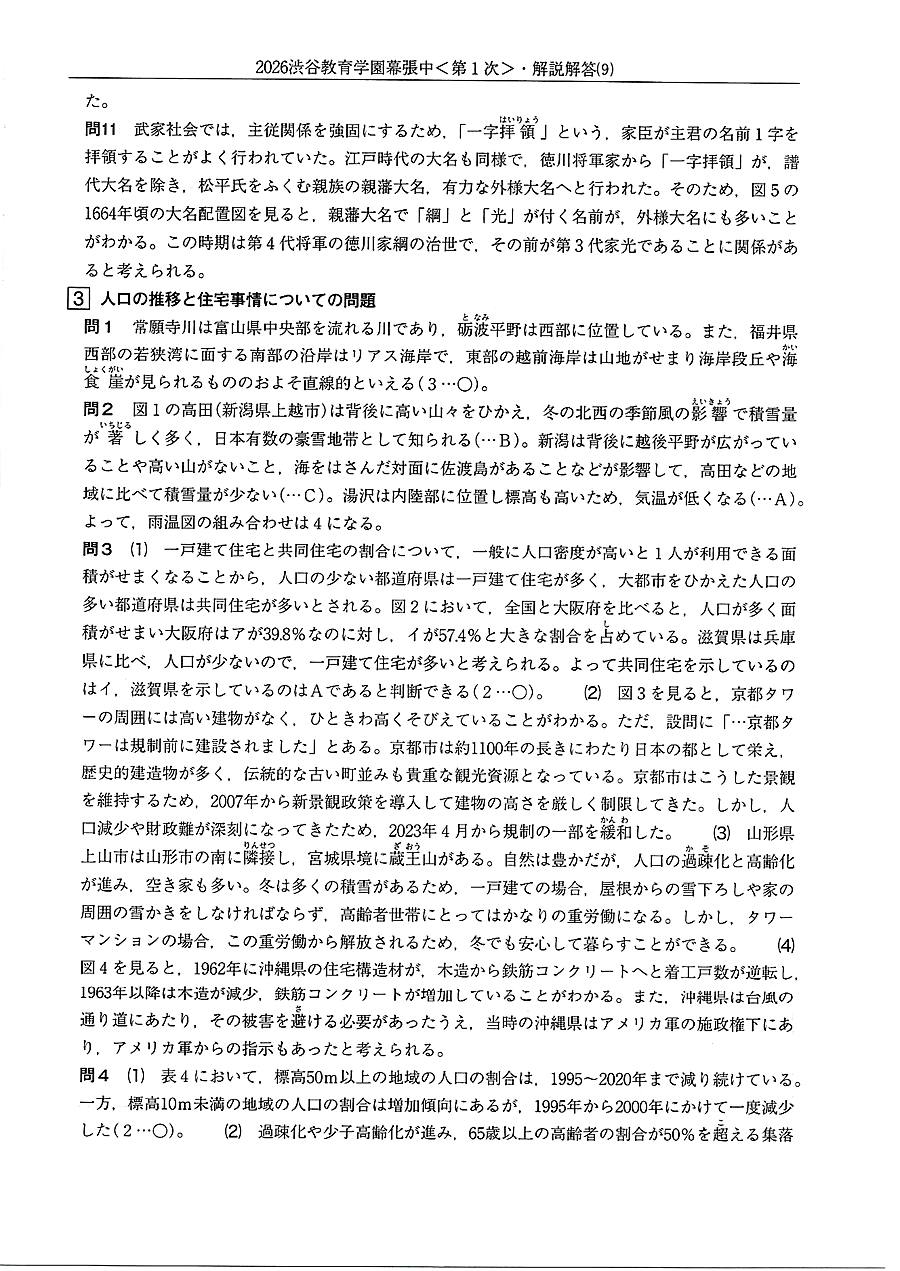 2026渋谷教育学園幕張中＜第1次＞・解説解答(9)
た。
問11　武家社会では，主従関係を強固にするため，「一字拝領」という，家臣が主君の名前1字を
拝領することがよく行われていた。江戸時代の大名も同様で，徳川将軍家から「一字拝領」が，譜
代大名を除き，松平氏をふくむ親族の親藩大名，有力な外様大名へと行われた。そのため，図5の
1664年頃の大名配置図を見ると，親藩大名で「綱」と「光」が付く名前が，外様大名にも多いこと
がわかる。この時期は第4代将軍の徳川家綱の治世で，その前が第3代家光であることに関係があ
ると考えられる。
3　人口の推移と住宅事情についての問題
問1　常願寺川は富山県中央部を流れる川であり，砺波平野は西部に位置している。また，福井県
西部の若狭湾に面する南部の沿岸はリアス海岸で，東部の越前海岸は山地がせまり海岸段丘や海
食崖が見られるもののおよそ直線的といえる(3…○)。
問2　図1の高田(新潟県上越市)は背後に高い山々をひかえ，冬の北西の季節風の影響で積雪量
が著しく多く，日本有数の豪雪地帯として知られる(…B)。新潟は背後に越後平野が広がってい
ることや高い山がないこと，海をはさんだ対面に佐渡島があることなどが影響して，高田などの地
域に比べて積雪量が少ない(…C)。湯沢は内陸部に位置し標高も高いため，気温が低くなる(…A)。
よって，雨温図の組み合わせは4になる。
問3　(1)　一戸建て住宅と共同住宅の割合について，一般に人口密度が高いと1人が利用できる面
積がせまくなることから，人口の少ない都道府県は一戸建て住宅が多く，大都市をひかえた人口の
多い都道府県は共同住宅が多いとされる。図2において，全国と大阪府を比べると，人口が多く面
積がせまい大阪府はアが39.8％なのに対し，イが57.4％と大きな割合を占めている。滋賀県は兵庫
県に比べ，人口が少ないので，一戸建て住宅が多いと考えられる。よって共同住宅を示しているの
はイ，滋賀県を示しているのはAであると判断できる(2…○)。　(2)　図3を見ると，京都タワ
ーの周囲には高い建物がなく，ひときわ高くそびえていることがわかる。ただ，設問に「…京都タ
ワーは規制前に建設されました」とある。京都市は約1100年の長きにわたり日本の都として栄え，
歴史的建造物が多く，伝統的な古い町並みも貴重な観光資源となっている。京都市はこうした景観
を維持するため，2007年から新景観政策を導入して建物の高さを厳しく制限してきた。しかし，人
口減少や財政難が深刻になってきたため，2023年4月から規制の一部を緩和した。　(3)　山形県
上山市は山形市の南に隣接し，宮城県境に蔵王山がある。自然は豊かだが，人口の過疎化と高齢化
が進み，空き家も多い。冬は多くの積雪があるため，一戸建ての場合，屋根からの雪下ろしや家の
周囲の雪かきをしなければならず，高齢者世帯にとってはかなりの重労働になる。しかし，タワー
マンションの場合，この重労働から解放されるため，冬でも安心して暮らすことができる。　(4)
図4を見ると，1962年に沖縄県の住宅構造材が，木造から鉄筋コンクリートへと着工戸数が逆転し，
1963年以降は木造が減少，鉄筋コンクリートが増加していることがわかる。また，沖縄県は台風の
通り道にあたり，その被害を避ける必要があったうえ，当時の沖縄県はアメリカ軍の施政権下にあ
り，アメリカ軍からの指示もあったと考えられる。
問4　(1)　表4において，標高50m以上の地域の人口の割合は，1995～2020年まで減り続けている。
一方，標高10m未満の地域の人口の割合は増加傾向にあるが，1995年から2000年にかけて一度減少
した(2…○)。　(2)　過疎化や少子高齢化が進み，65歳以上の高齢者の割合が50％を超える集落